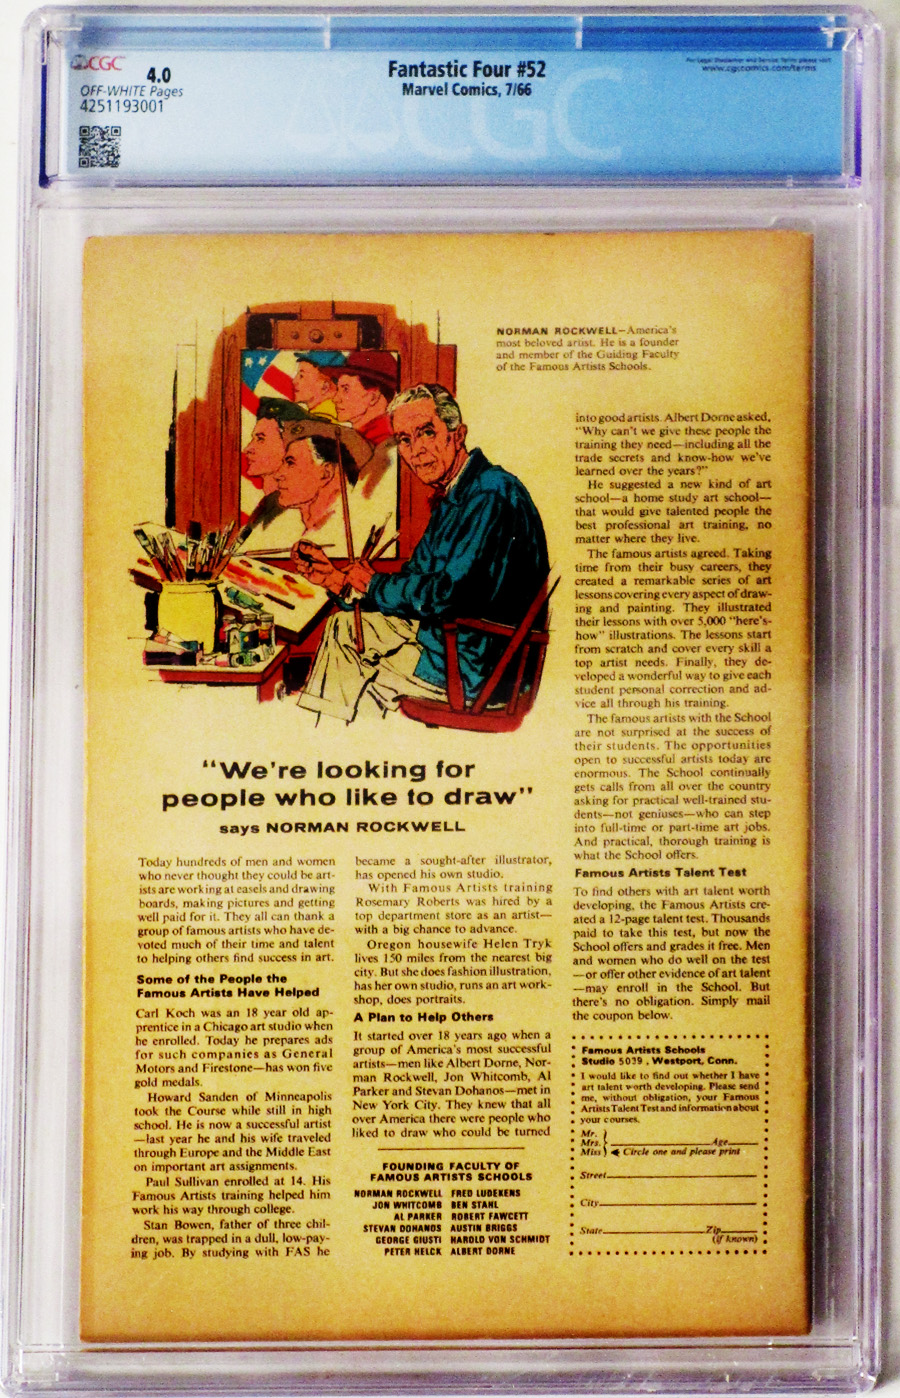 CGC
4.0
OFF-WHITE Pages
4251193001
Fantastic Four #52
Marvel Comics, 7/66
For Legal Disclaimer and Service Terms please visit
www.cgccomics.com/terms
CGC
NORMAN ROCKWELL—America's
most beloved artist. He is a founder
and member of the Guiding Faculty
of the Famous Artists Schools.
"We're looking for
people who like to draw"
says NORMAN ROCKWELL
Today hundreds of men and women
who never thought they could be art-
ists are working at easels and drawing
boards, making pictures and getting
well paid for it. They all can thank a
group of famous artists who have de-
voted much of their time and talent
to helping others find success in art.
Some of the People the
Famous Artists Have Helped
Carl Koch was an 18 year old ap-
prentice in a Chicago art studio when
he enrolled. Today he prepares ads
for such companies as General
Motors and Firestone—has won five
gold medals.
Howard Sanden of Minneapolis
took the Course while still in high
school. He is now a successful artist
—last year he and his wife traveled
through Europe and the Middle East
on important art assignments.
Paul Sullivan enrolled at 14. His
Famous Artists training helped him
work his way through college.
Stan Bowen, father of three chil-
dren, was trapped in a dull, low-pay-
ing job. By studying with FAS he
became a sought-after illustrator,
has opened his own studio.
With Famous Artists training
Rosemary Roberts was hired by a
top department store as an artist—
with a big chance to advance.
Oregon housewife Helen Tryk
lives 150 miles from the nearest big
city. But she does fashion illustration,
has her own studio, runs an art work-
shop, does portraits.
A Plan to Help Others
It started over 18 years ago when a
group of America's most successful
artists—men like Albert Dorne, Nor-
man Rockwell, Jon Whitcomb, Al
Parker and Stevan Dohanos—met in
New York City. They knew that all
over America there were people who
liked to draw who could be turned
FOUNDING FACULTY OF
FAMOUS ARTISTS SCHOOLS
NORMAN ROCKWELL FRED LUDEKENS
JON WHITCOMB BEN STAHL
AL PARKER ROBERT FAWCETT
STEVAN DOHANOS AUSTIN BRIGGS
GEORGE GIUSTI HAROLD VON SCHMIDT
PETER HELCK ALBERT DORNE
into good artists. Albert Dorne asked,
"Why can't we give these people the
training they need—including all the
trade secrets and know-how we've
learned over the years?"
He suggested a new kind of art
school—a home study art school—
that would give talented people the
best professional art training, no
matter where they live.
The famous artists agreed. Taking
time from their busy careers, they
created a remarkable series of art
lessons covering every aspect of draw-
ing and painting. They illustrated
their lessons with over 5,000 "here's-
how" illustrations. The lessons start
from scratch and cover every skill a
top artist needs. Finally, they de-
veloped a wonderful way to give each
student personal correction and ad-
vice all through his training.
The famous artists with the School
are not surprised at the success of
their students. The opportunities
open to successful artists today are
enormous. The School continually
gets calls from all over the country
asking for practical well-trained stu-
dents—not geniuses—who can step
into full-time or part-time art jobs.
And practical, thorough training is
what the School offers.
Famous Artists Talent Test
To find others with art talent worth
developing, the Famous Artists cre-
ated a 12-page talent test. Thousands
paid to take this test, but now the
School offers and grades it free. Men
and women who do well on the test
—or offer other evidence of art talent
—may enroll in the School. But
there's no obligation. Simply mail
the coupon below.
Famous Artists Schools
Studio 5039, Westport, Conn.
I would like to find out whether I have
art talent worth developing. Please send
me, without obligation, your Famous
Artists Talent Test and information about
your courses.
Mr.
Mrs. Age
Miss Circle one and please print
Street
City
State Zip
(if known)